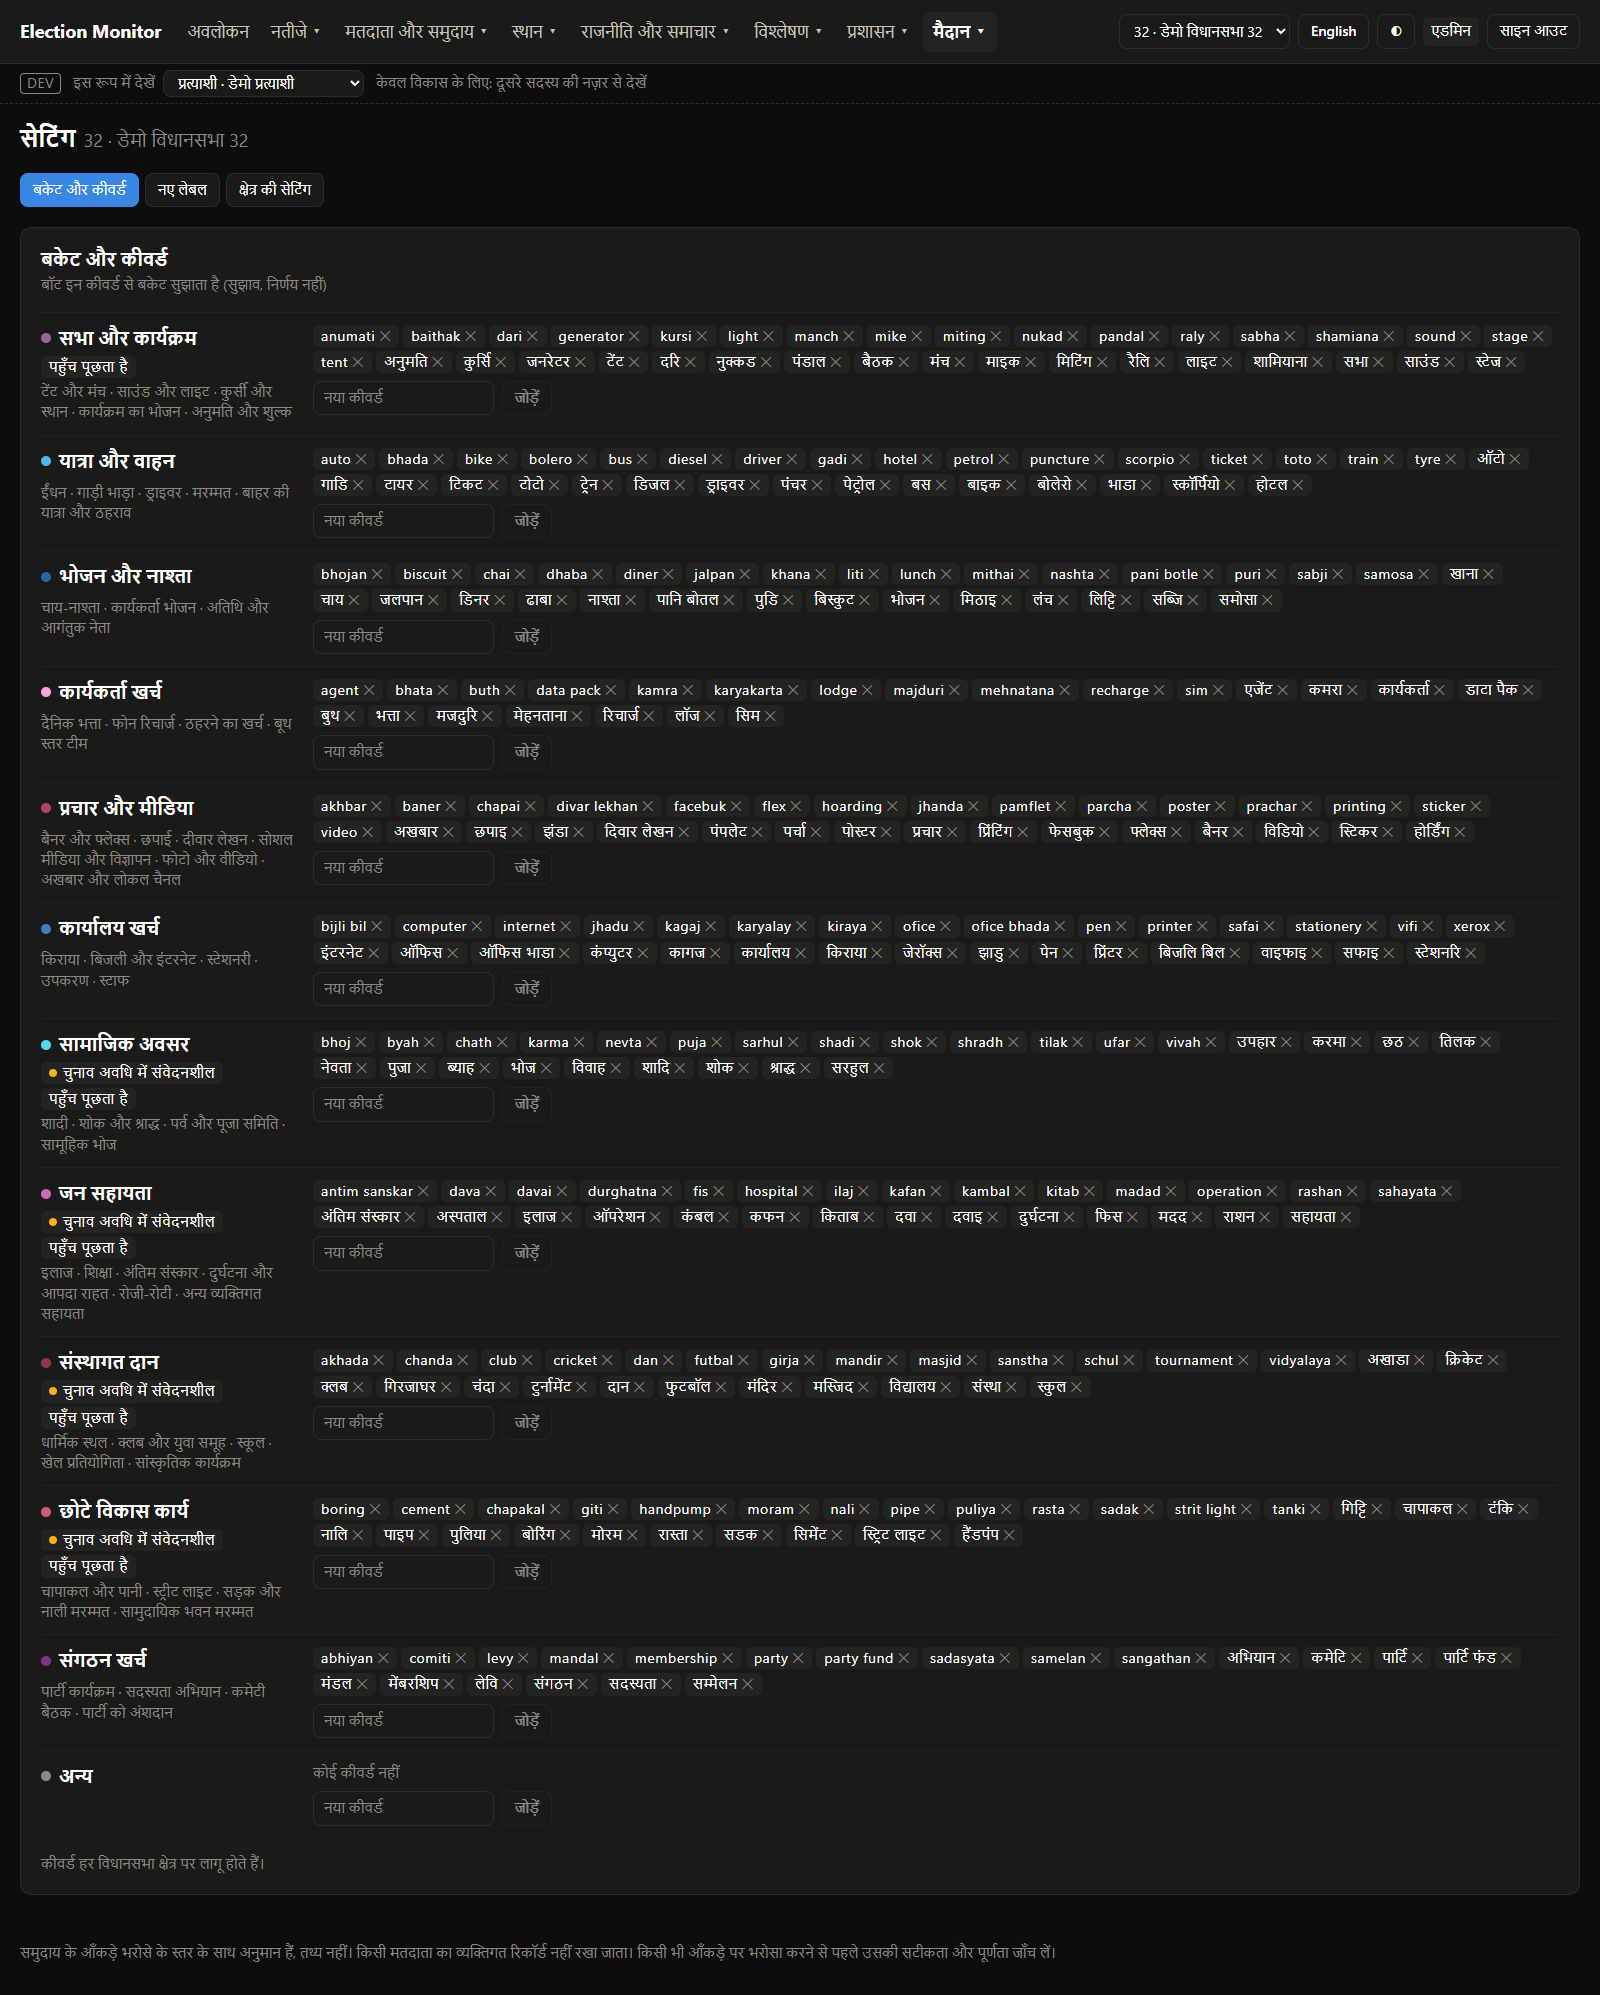 Election Monitor अवलोकन नतीजे ▾ मतदाता और समुदाय ▾ स्थान ▾ राजनीति और समाचार ▾ विश्लेषण ▾ प्रशासन ▾ मैदान ▾ 32 · डेमो विधानसभा 32 English एडमिन साइन आउट
DEV इस रूप में देखें प्रत्याशी · डेमो प्रत्याशी केवल विकास के लिए: दूसरे सदस्य की नज़र से देखें
सेटिंग 32 · डेमो विधानसभा 32
बकेट और कीवर्ड नए लेबल क्षेत्र की सेटिंग
बकेट और कीवर्ड
बॉट इन कीवर्ड से बकेट सुझाता है (सुझाव, निर्णय नहीं)
सभा और कार्यक्रम
पहुँच पूछता है
टेंट और मंच · साउंड और लाइट · कुर्सी और
स्थान · कार्यक्रम का भोजन · अनुमति और शुल्क
anumati × baithak × dari × generator × kursi × light × manch × mike × miting × nukad × pandal × raly × sabha × shamiana × sound × stage ×
tent × अनुमति × कुर्सि × जनरेटर × टेंट × दरि × नुक्कड × पंडाल × बैठक × मंच × माइक × मिटिंग × रैलि × लाइट × शामियाना × सभा × साउंड × स्टेज ×
नया कीवर्ड जोड़ें
यात्रा और वाहन
ईंधन · गाड़ी भाड़ा · ड्राइवर · मरम्मत · बाहर की
यात्रा और ठहराव
auto × bhada × bike × bolero × bus × diesel × driver × gadi × hotel × petrol × puncture × scorpio × ticket × toto × train × tyre × ऑटो ×
गाडि × टायर × टिकट × टोटो × ट्रेन × डिजल × ड्राइवर × पंचर × पेट्रोल × बस × बाइक × बोलेरो × भाडा × स्कॉर्पियो × होटल ×
नया कीवर्ड जोड़ें
भोजन और नाश्ता
चाय-नाश्ता · कार्यकर्ता भोजन · अतिथि और
आगंतुक नेता
bhojan × biscuit × chai × dhaba × diner × jalpan × khana × liti × lunch × mithai × nashta × pani botle × puri × sabji × samosa × खाना ×
चाय × जलपान × डिनर × ढाबा × नाश्ता × पानि बोतल × पुडि × बिस्कुट × भोजन × मिठाइ × लंच × लिट्टि × सब्जि × समोसा ×
नया कीवर्ड जोड़ें
कार्यकर्ता खर्च
दैनिक भत्ता · फोन रिचार्ज · ठहरने का खर्च · बूथ
स्तर टीम
agent × bhata × buth × data pack × kamra × karyakarta × lodge × majduri × mehnatana × recharge × sim × एजेंट × कमरा × कार्यकर्ता × डाटा पैक ×
बुथ × भत्ता × मजदुरि × मेहनताना × रिचार्ज × लॉज × सिम ×
नया कीवर्ड जोड़ें
प्रचार और मीडिया
बैनर और फ्लेक्स · छपाई · दीवार लेखन · सोशल
मीडिया और विज्ञापन · फोटो और वीडियो ·
अखबार और लोकल चैनल
akhbar × baner × chapai × divar lekhan × facebuk × flex × hoarding × jhanda × pamflet × parcha × poster × prachar × printing × sticker ×
video × अखबार × छपाइ × झंडा × दिवार लेखन × पंपलेट × पर्चा × पोस्टर × प्रचार × प्रिंटिंग × फेसबुक × फ्लेक्स × बैनर × विडियो × स्टिकर × होर्डिंग ×
नया कीवर्ड जोड़ें
कार्यालय खर्च
किराया · बिजली और इंटरनेट · स्टेशनरी ·
उपकरण · स्टाफ
bijli bil × computer × internet × jhadu × kagaj × karyalay × kiraya × ofice × ofice bhada × pen × printer × safai × stationery × vifi × xerox ×
इंटरनेट × ऑफिस × ऑफिस भाडा × कंप्युटर × कागज × कार्यालय × किराया × जेरॉक्स × झाडु × पेन × प्रिंटर × बिजलि बिल × वाइफाइ × सफाइ × स्टेशनरि ×
नया कीवर्ड जोड़ें
सामाजिक अवसर
चुनाव अवधि में संवेदनशील
पहुँच पूछता है
शादी · शोक और श्राद्ध · पर्व और पूजा समिति ·
सामूहिक भोज
bhoj × byah × chath × karma × nevta × puja × sarhul × shadi × shok × shradh × tilak × ufar × vivah × उपहार × करमा × छठ × तिलक ×
नेवता × पुजा × ब्याह × भोज × विवाह × शादि × शोक × श्राद्ध × सरहुल ×
नया कीवर्ड जोड़ें
जन सहायता
चुनाव अवधि में संवेदनशील
पहुँच पूछता है
इलाज · शिक्षा · अंतिम संस्कार · दुर्घटना और
आपदा राहत · रोजी-रोटी · अन्य व्यक्तिगत
सहायता
antim sanskar × dava × davai × durghatna × fis × hospital × ilaj × kafan × kambal × kitab × madad × operation × rashan × sahayata ×
अंतिम संस्कार × अस्पताल × इलाज × ऑपरेशन × कंबल × कफन × किताब × दवा × दवाइ × दुर्घटना × फिस × मदद × राशन × सहायता ×
नया कीवर्ड जोड़ें
संस्थागत दान
चुनाव अवधि में संवेदनशील
पहुँच पूछता है
धार्मिक स्थल · क्लब और युवा समूह · स्कूल ·
खेल प्रतियोगिता · सांस्कृतिक कार्यक्रम
akhada × chanda × club × cricket × dan × futbal × girja × mandir × masjid × sanstha × schul × tournament × vidyalaya × अखाडा × क्रिकेट ×
क्लब × गिरजाघर × चंदा × टुर्नामेंट × दान × फुटबॉल × मंदिर × मस्जिद × विद्यालय × संस्था × स्कुल ×
नया कीवर्ड जोड़ें
छोटे विकास कार्य
चुनाव अवधि में संवेदनशील
पहुँच पूछता है
चापाकल और पानी · स्ट्रीट लाइट · सड़क और
नाली मरम्मत · सामुदायिक भवन मरम्मत
boring × cement × chapakal × giti × handpump × moram × nali × pipe × puliya × rasta × sadak × strit light × tanki × गिट्टि × चापाकल × टंकि ×
नालि × पाइप × पुलिया × बोरिंग × मोरम × रास्ता × सडक × सिमेंट × स्ट्रिट लाइट × हैंडपंप ×
नया कीवर्ड जोड़ें
संगठन खर्च
पार्टी कार्यक्रम · सदस्यता अभियान · कमेटी
बैठक · पार्टी को अंशदान
abhiyan × comiti × levy × mandal × membership × party × party fund × sadasyata × samelan × sangathan × अभियान × कमेटि × पार्टि × पार्टि फंड ×
मंडल × मेंबरशिप × लेवि × संगठन × सदस्यता × सम्मेलन ×
नया कीवर्ड जोड़ें
अन्य
कोई कीवर्ड नहीं
नया कीवर्ड जोड़ें
कीवर्ड हर विधानसभा क्षेत्र पर लागू होते हैं।
समुदाय के आँकड़े भरोसे के स्तर के साथ अनुमान हैं, तथ्य नहीं। किसी मतदाता का व्यक्तिगत रिकॉर्ड नहीं रखा जाता। किसी भी आँकड़े पर भरोसा करने से पहले उसकी सटीकता और पूर्णता जाँच लें।